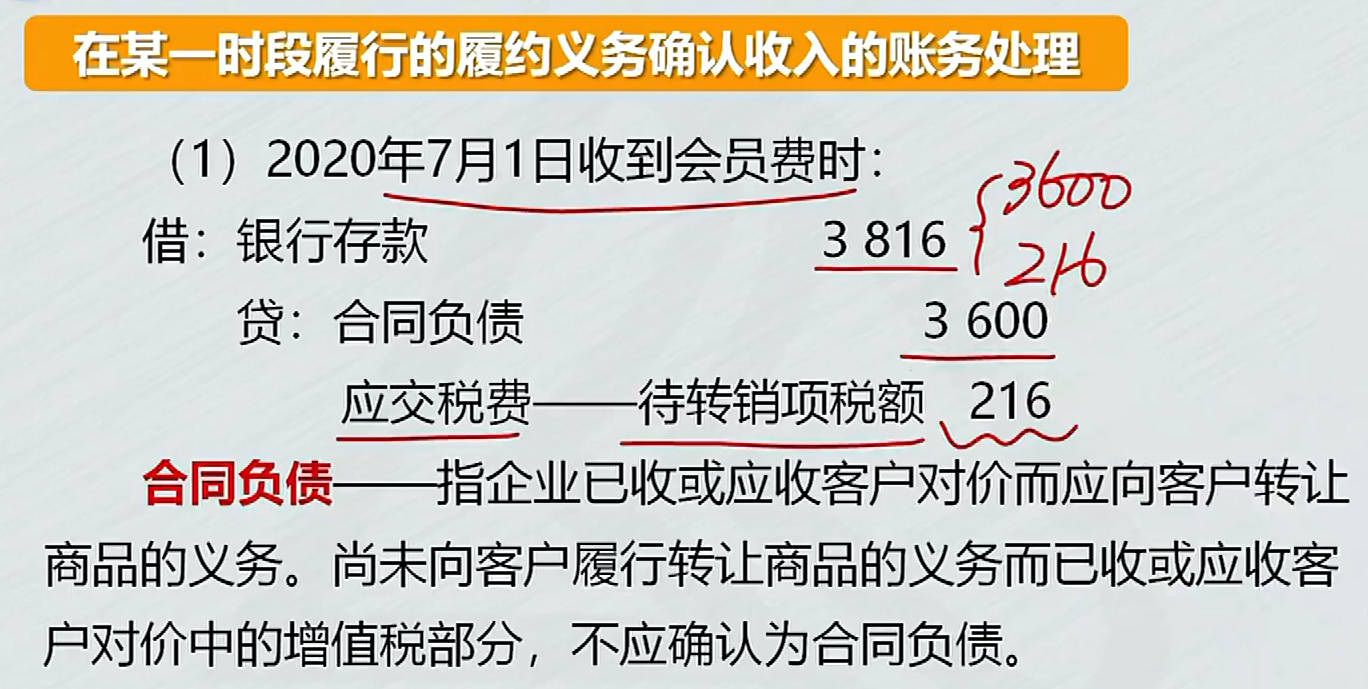 在某一时段履行的履约义务确认收入的账务处理
（1）2020年7月1日收到会员费时：
3600
借：银行存款 3 816
216
贷：合同负债 3 600
应交税费——待转销项税额 216
合同负债——指企业已收或应收客户对价而应向客户转让
商品的义务。尚未向客户履行转让商品的义务而已收或应收客
户对价中的增值税部分，不应确认为合同负债。